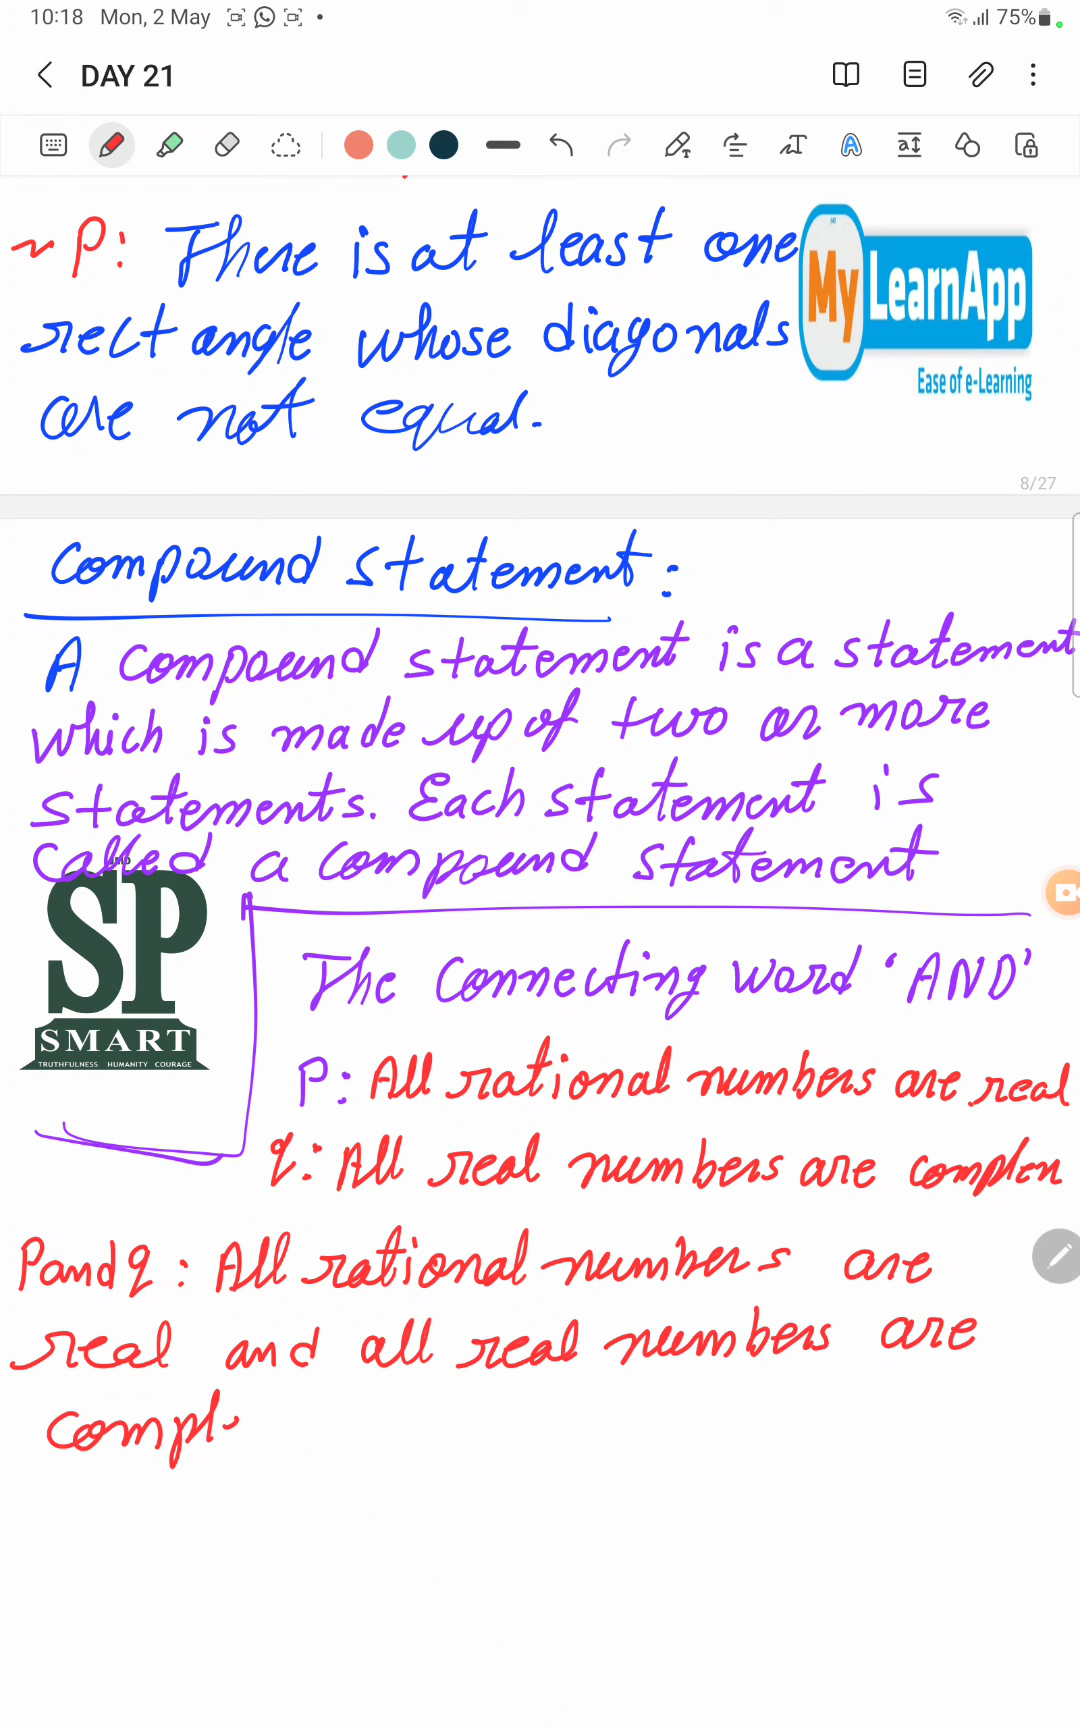 10:18 Mon, 2 May 75%
DAY 21
~P: There is at least one
rectangle whose diagonals
are not equal.
My LearnApp
Ease of e-Learning
8/27
Compound statement:
A compound statement is a statement
which is made up of two or more
statements. Each statement is
called a compound statement
SP
SMART
TRUTHFULNESS HUMANITY COURAGE
The connecting word 'AND'
P: All rational numbers are real
q: All real numbers are complex
P and q: All rational numbers are
real and all real numbers are
compl